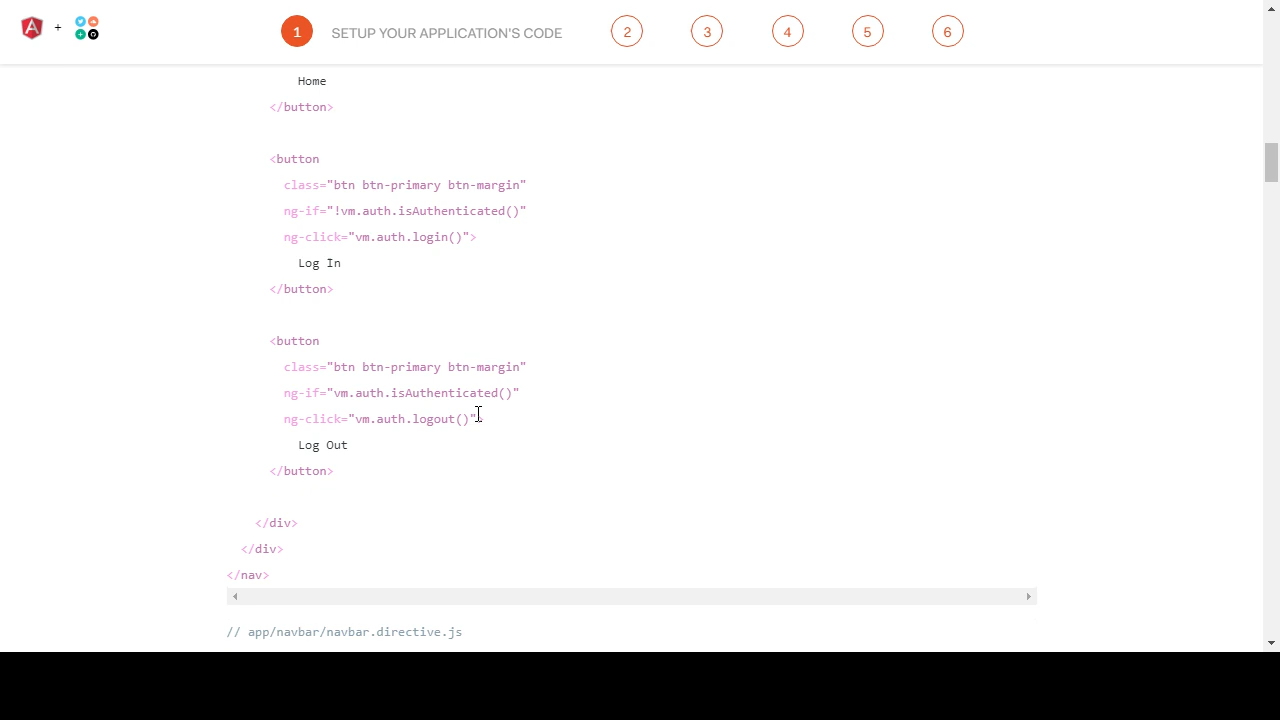 A + 1 SETUP YOUR APPLICATION'S CODE 2 3 4 5 6
Home
</button>
<button
class="btn btn-primary btn-margin"
ng-if="!vm.auth.isAuthenticated()"
ng-click="vm.auth.login()">
Log In
</button>
<button
class="btn btn-primary btn-margin"
ng-if="vm.auth.isAuthenticated()"
ng-click="vm.auth.logout()">
Log Out
</button>
</div>
</div>
</nav>
// app/navbar/navbar.directive.js